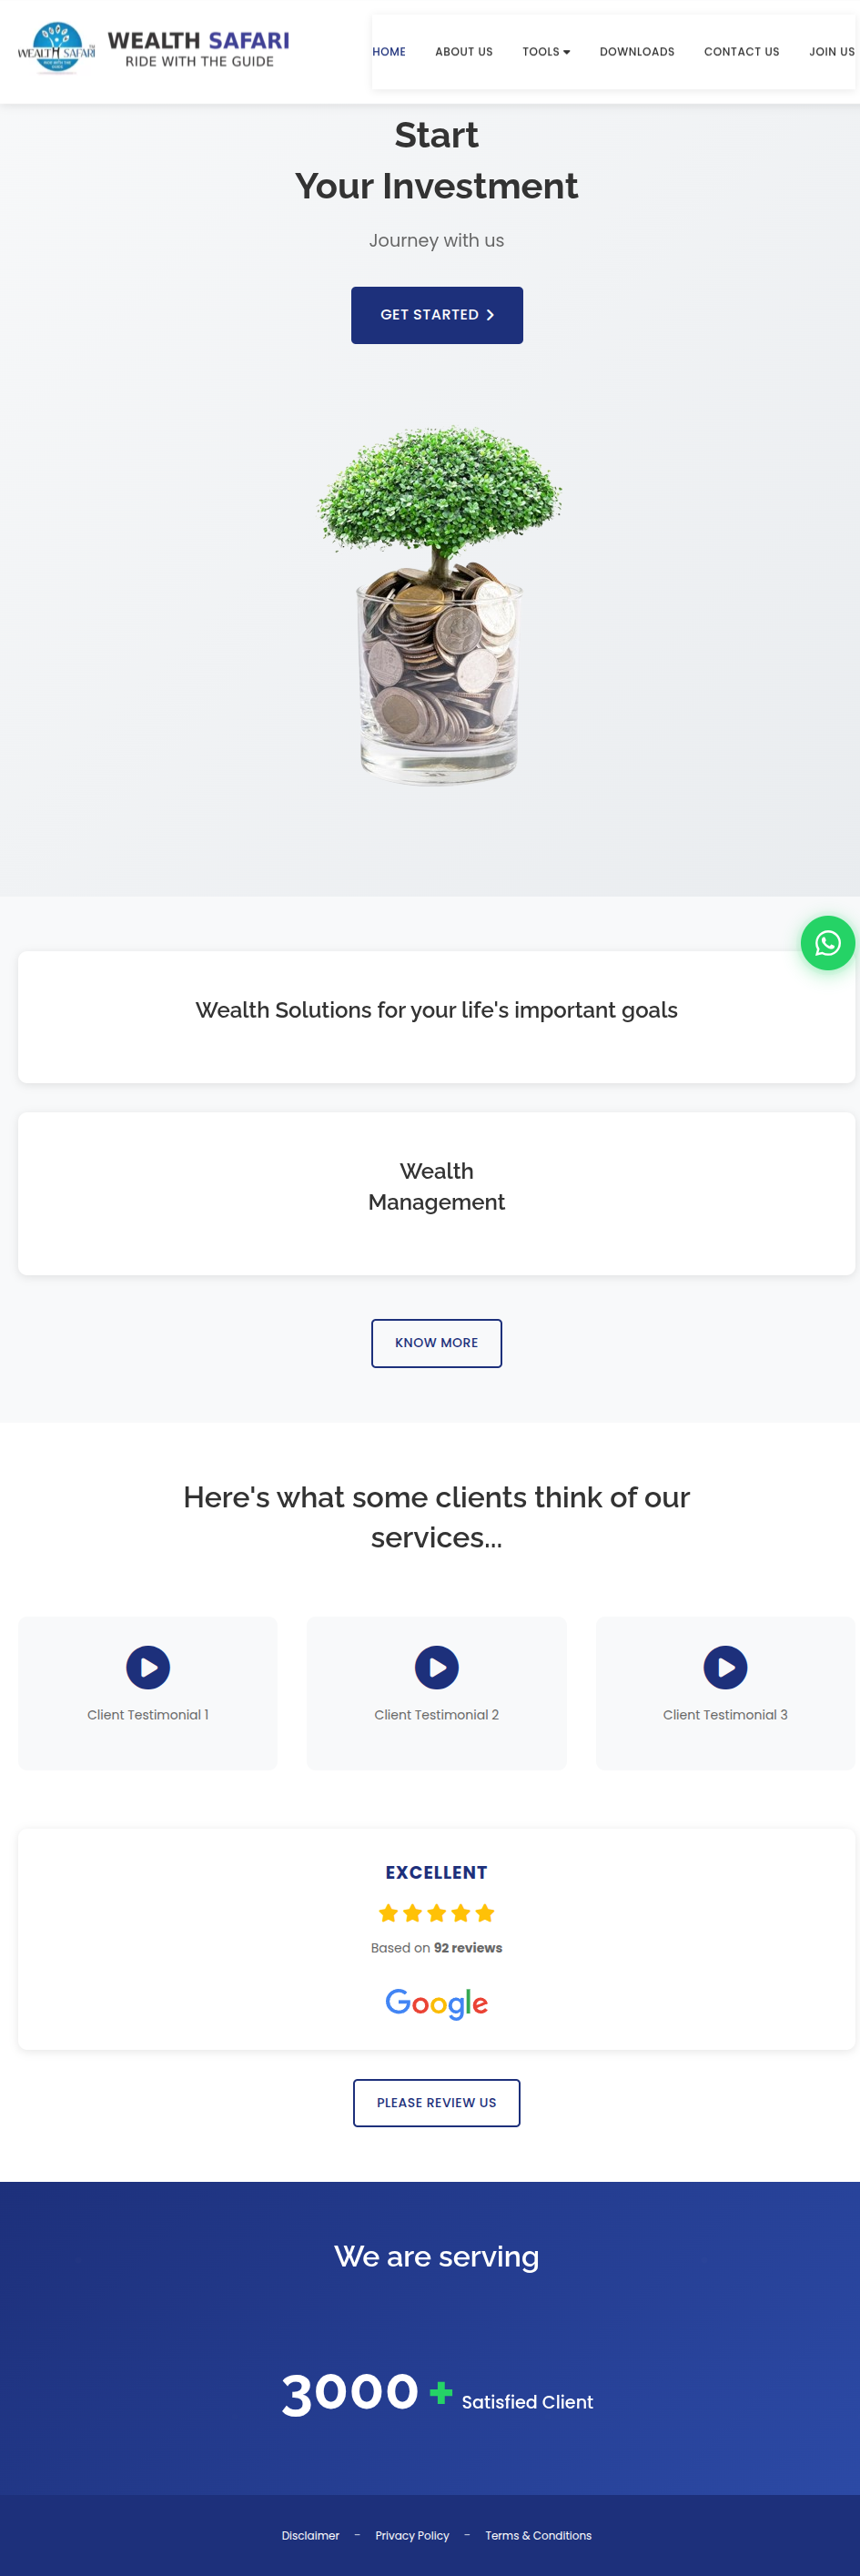 WEALTH SAFARI
WEALTH SAFARI
RIDE WITH THE GUIDE
HOME
ABOUT US
TOOLS
DOWNLOADS
CONTACT US
JOIN US
Start
Your Investment
Journey with us
GET STARTED
Wealth Solutions for your life's important goals
Wealth
Management
KNOW MORE
Here's what some clients think of our
services...
Client Testimonial 1
Client Testimonial 2
Client Testimonial 3
EXCELLENT
Based on 92 reviews
Google
PLEASE REVIEW US
We are serving
3000 + Satisfied Client
Disclaimer – Privacy Policy – Terms & Conditions